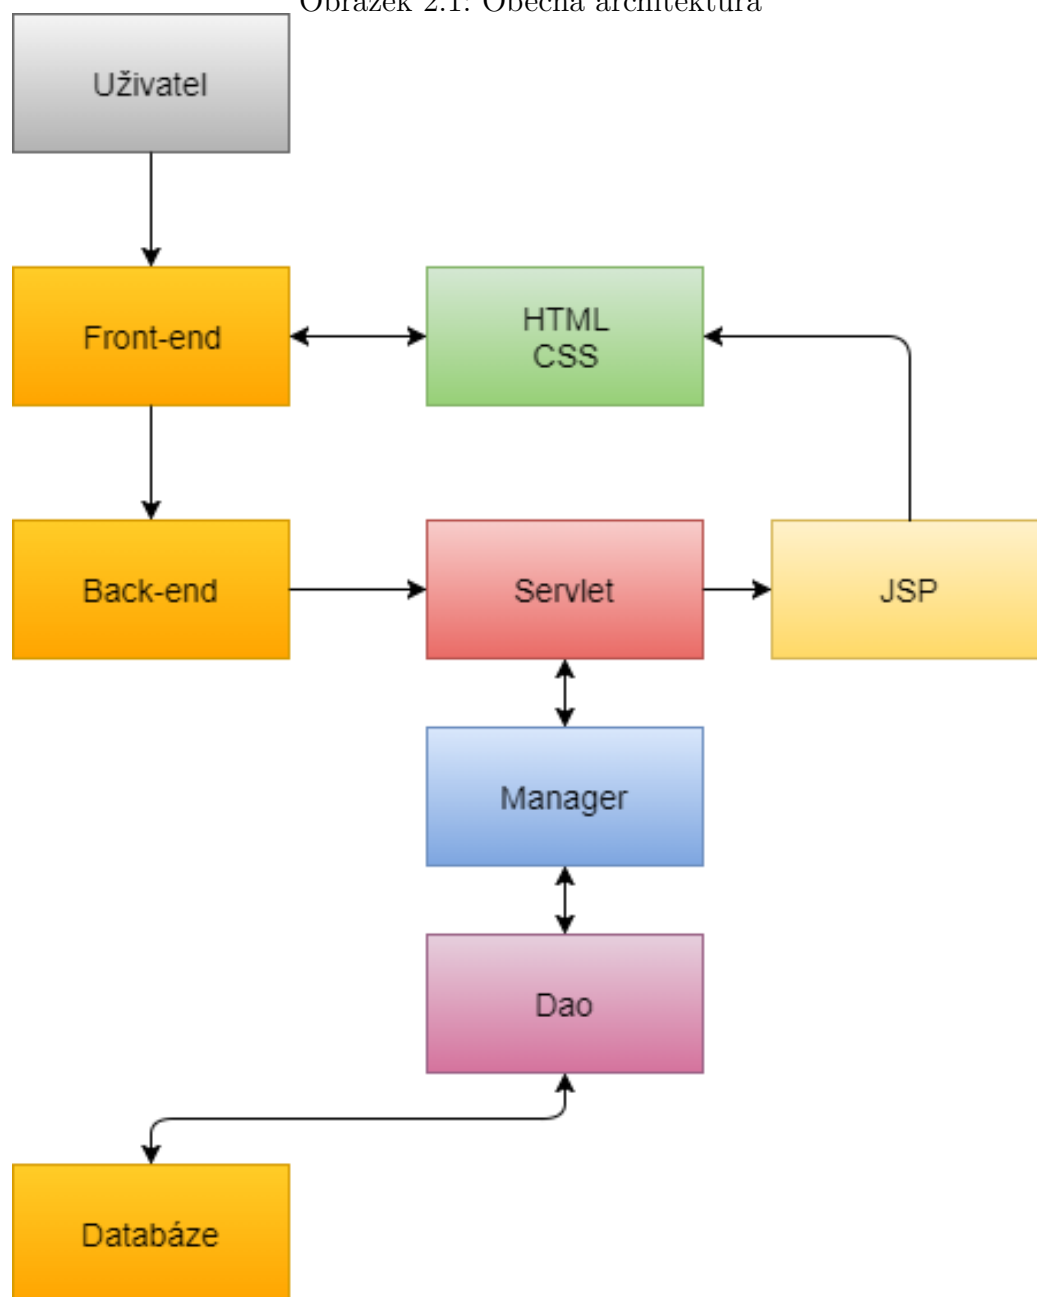 Obrázek 2.1: Obecná architektura
Uživatel
Front-end
HTML
CSS
Back-end
Servlet
JSP
Manager
Dao
Databáze